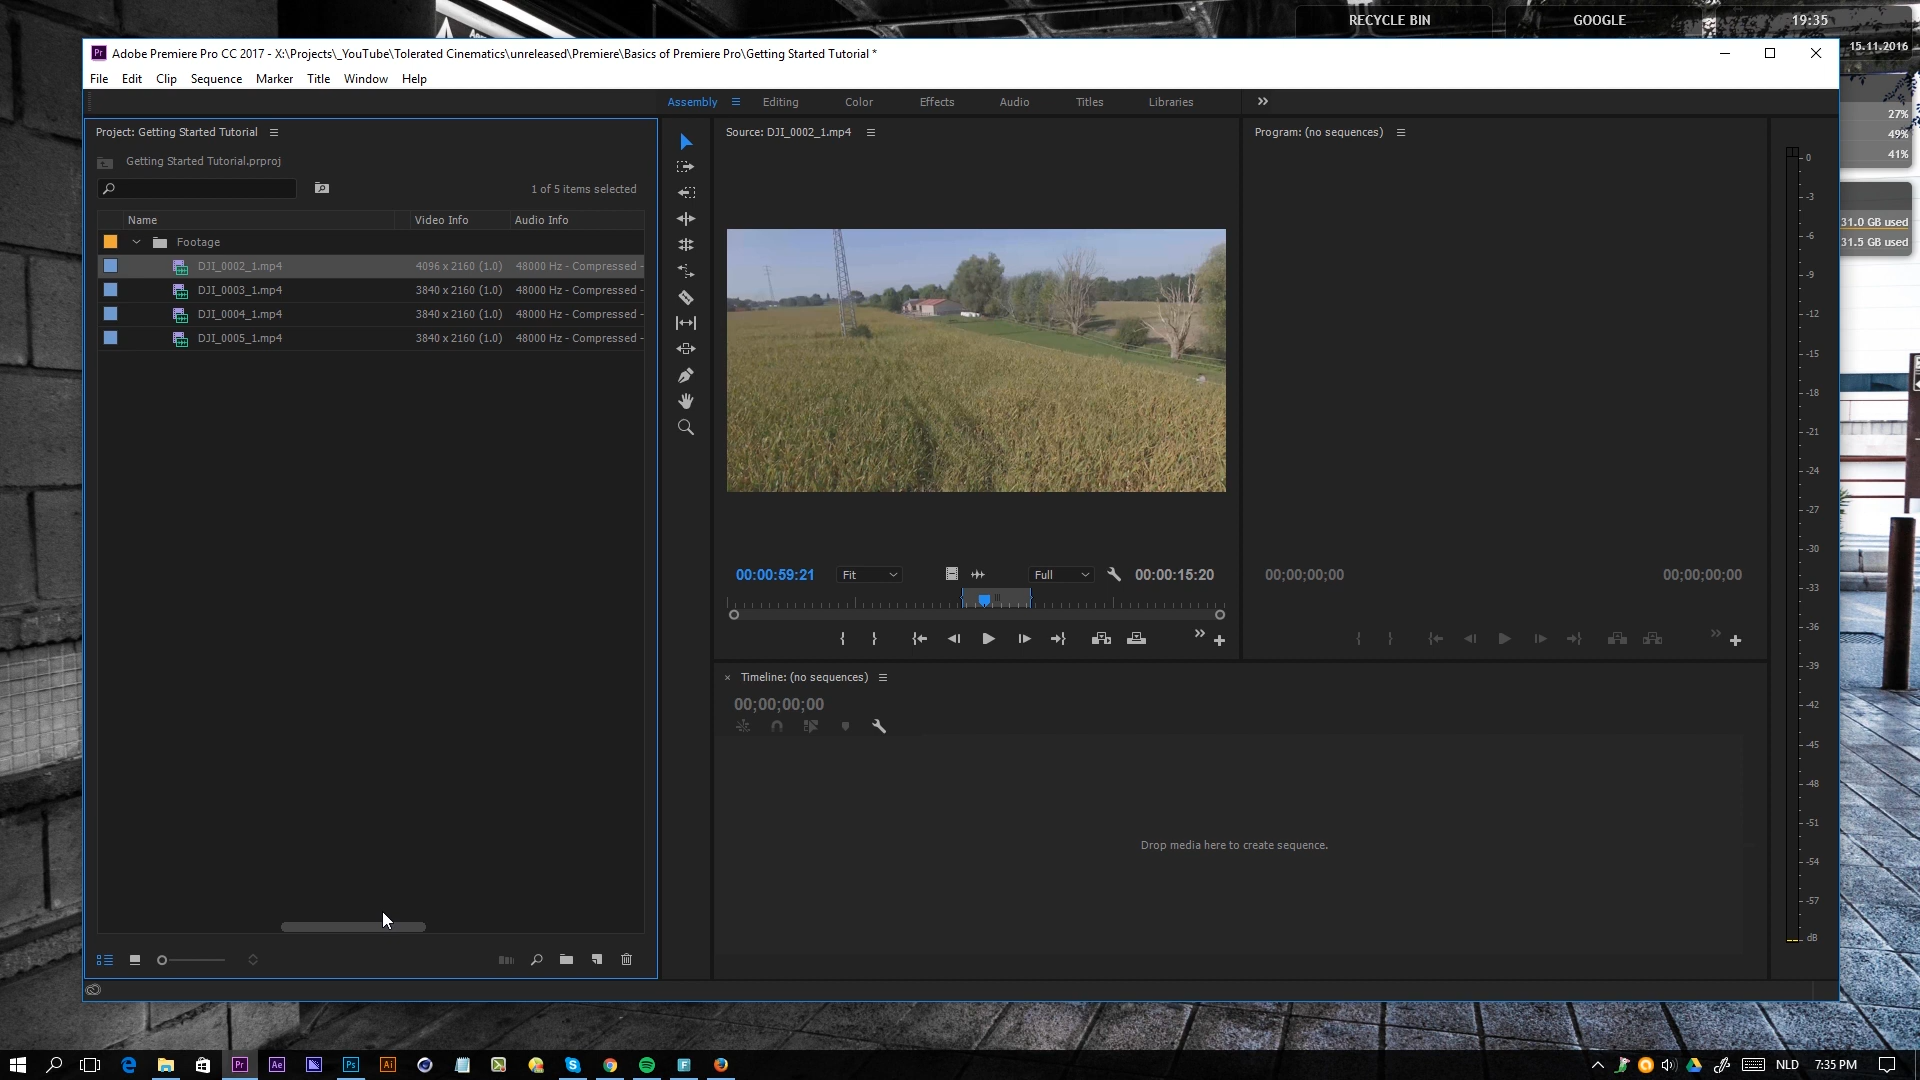 RECYCLE BIN
GOOGLE
19:35
15.11.2016
27%
49%
41%
31.0 GB used
31.5 GB used
Pr Adobe Premiere Pro CC 2017 - X:\Projects\_YouTube\Tolerated Cinematics\unreleased\Premiere\Basics of Premiere Pro\Getting Started Tutorial *
File Edit Clip Sequence Marker Title Window Help
Assembly Editing Color Effects Audio Titles Libraries
Project: Getting Started Tutorial
Getting Started Tutorial.prproj
1 of 5 items selected
Name Video Info Audio Info
Footage
DJI_0002_1.mp4 4096 x 2160 (1.0) 48000 Hz - Compressed -
DJI_0003_1.mp4 3840 x 2160 (1.0) 48000 Hz - Compressed -
DJI_0004_1.mp4 3840 x 2160 (1.0) 48000 Hz - Compressed -
DJI_0005_1.mp4 3840 x 2160 (1.0) 48000 Hz - Compressed -
Source: DJI_0002_1.mp4
00:00:59:21 Fit Full 00:00:15:20
Program: (no sequences)
00;00;00;00 00;00;00;00
Timeline: (no sequences)
00;00;00;00
Drop media here to create sequence.
0
-3
-6
-9
-12
-15
-18
-21
-24
-27
-30
-33
-36
-39
-42
-45
-48
-51
-54
-57
dB
Pr Ae Ps Ai F NLD 7:35 PM